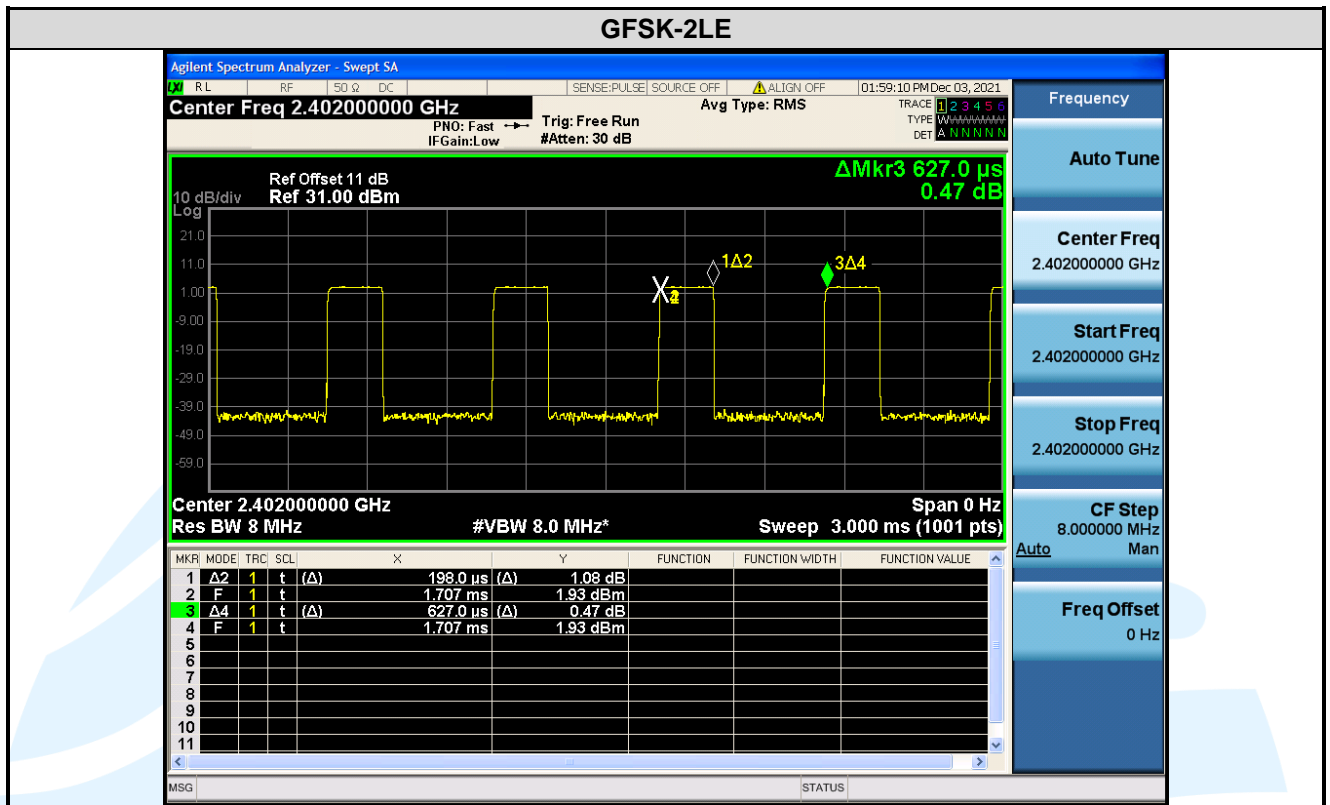 GFSK-2LE
Agilent Spectrum Analyzer - Swept SA
LXI RL RF 50 Ω DC SENSE:PULSE SOURCE OFF ALIGN OFF 01:59:10 PM Dec 03, 2021
Center Freq 2.402000000 GHz Avg Type: RMS TRACE 1 2 3 4 5 6
PNO: Fast Trig: Free Run TYPE WWWWWW
IFGain:Low #Atten: 30 dB DET A N N N N N
ΔMkr3 627.0 µs
0.47 dB
Ref Offset 11 dB
10 dB/div Ref 31.00 dBm
Log
21.0
11.0
1.00
-9.00
-19.0
-29.0
-39.0
-49.0
-59.0
1Δ2
3Δ4
Center 2.402000000 GHz Span 0 Hz
Res BW 8 MHz #VBW 8.0 MHz* Sweep 3.000 ms (1001 pts)
MKR MODE TRC SCL X Y FUNCTION FUNCTION WIDTH FUNCTION VALUE
1 Δ2 1 t (Δ) 198.0 µs (Δ) 1.08 dB
2 F 1 t 1.707 ms 1.93 dBm
3 Δ4 1 t (Δ) 627.0 µs (Δ) 0.47 dB
4 F 1 t 1.707 ms 1.93 dBm
5
6
7
8
9
10
11
MSG STATUS
Frequency
Auto Tune
Center Freq
2.402000000 GHz
Start Freq
2.402000000 GHz
Stop Freq
2.402000000 GHz
CF Step
8.000000 MHz
Auto Man
Freq Offset
0 Hz